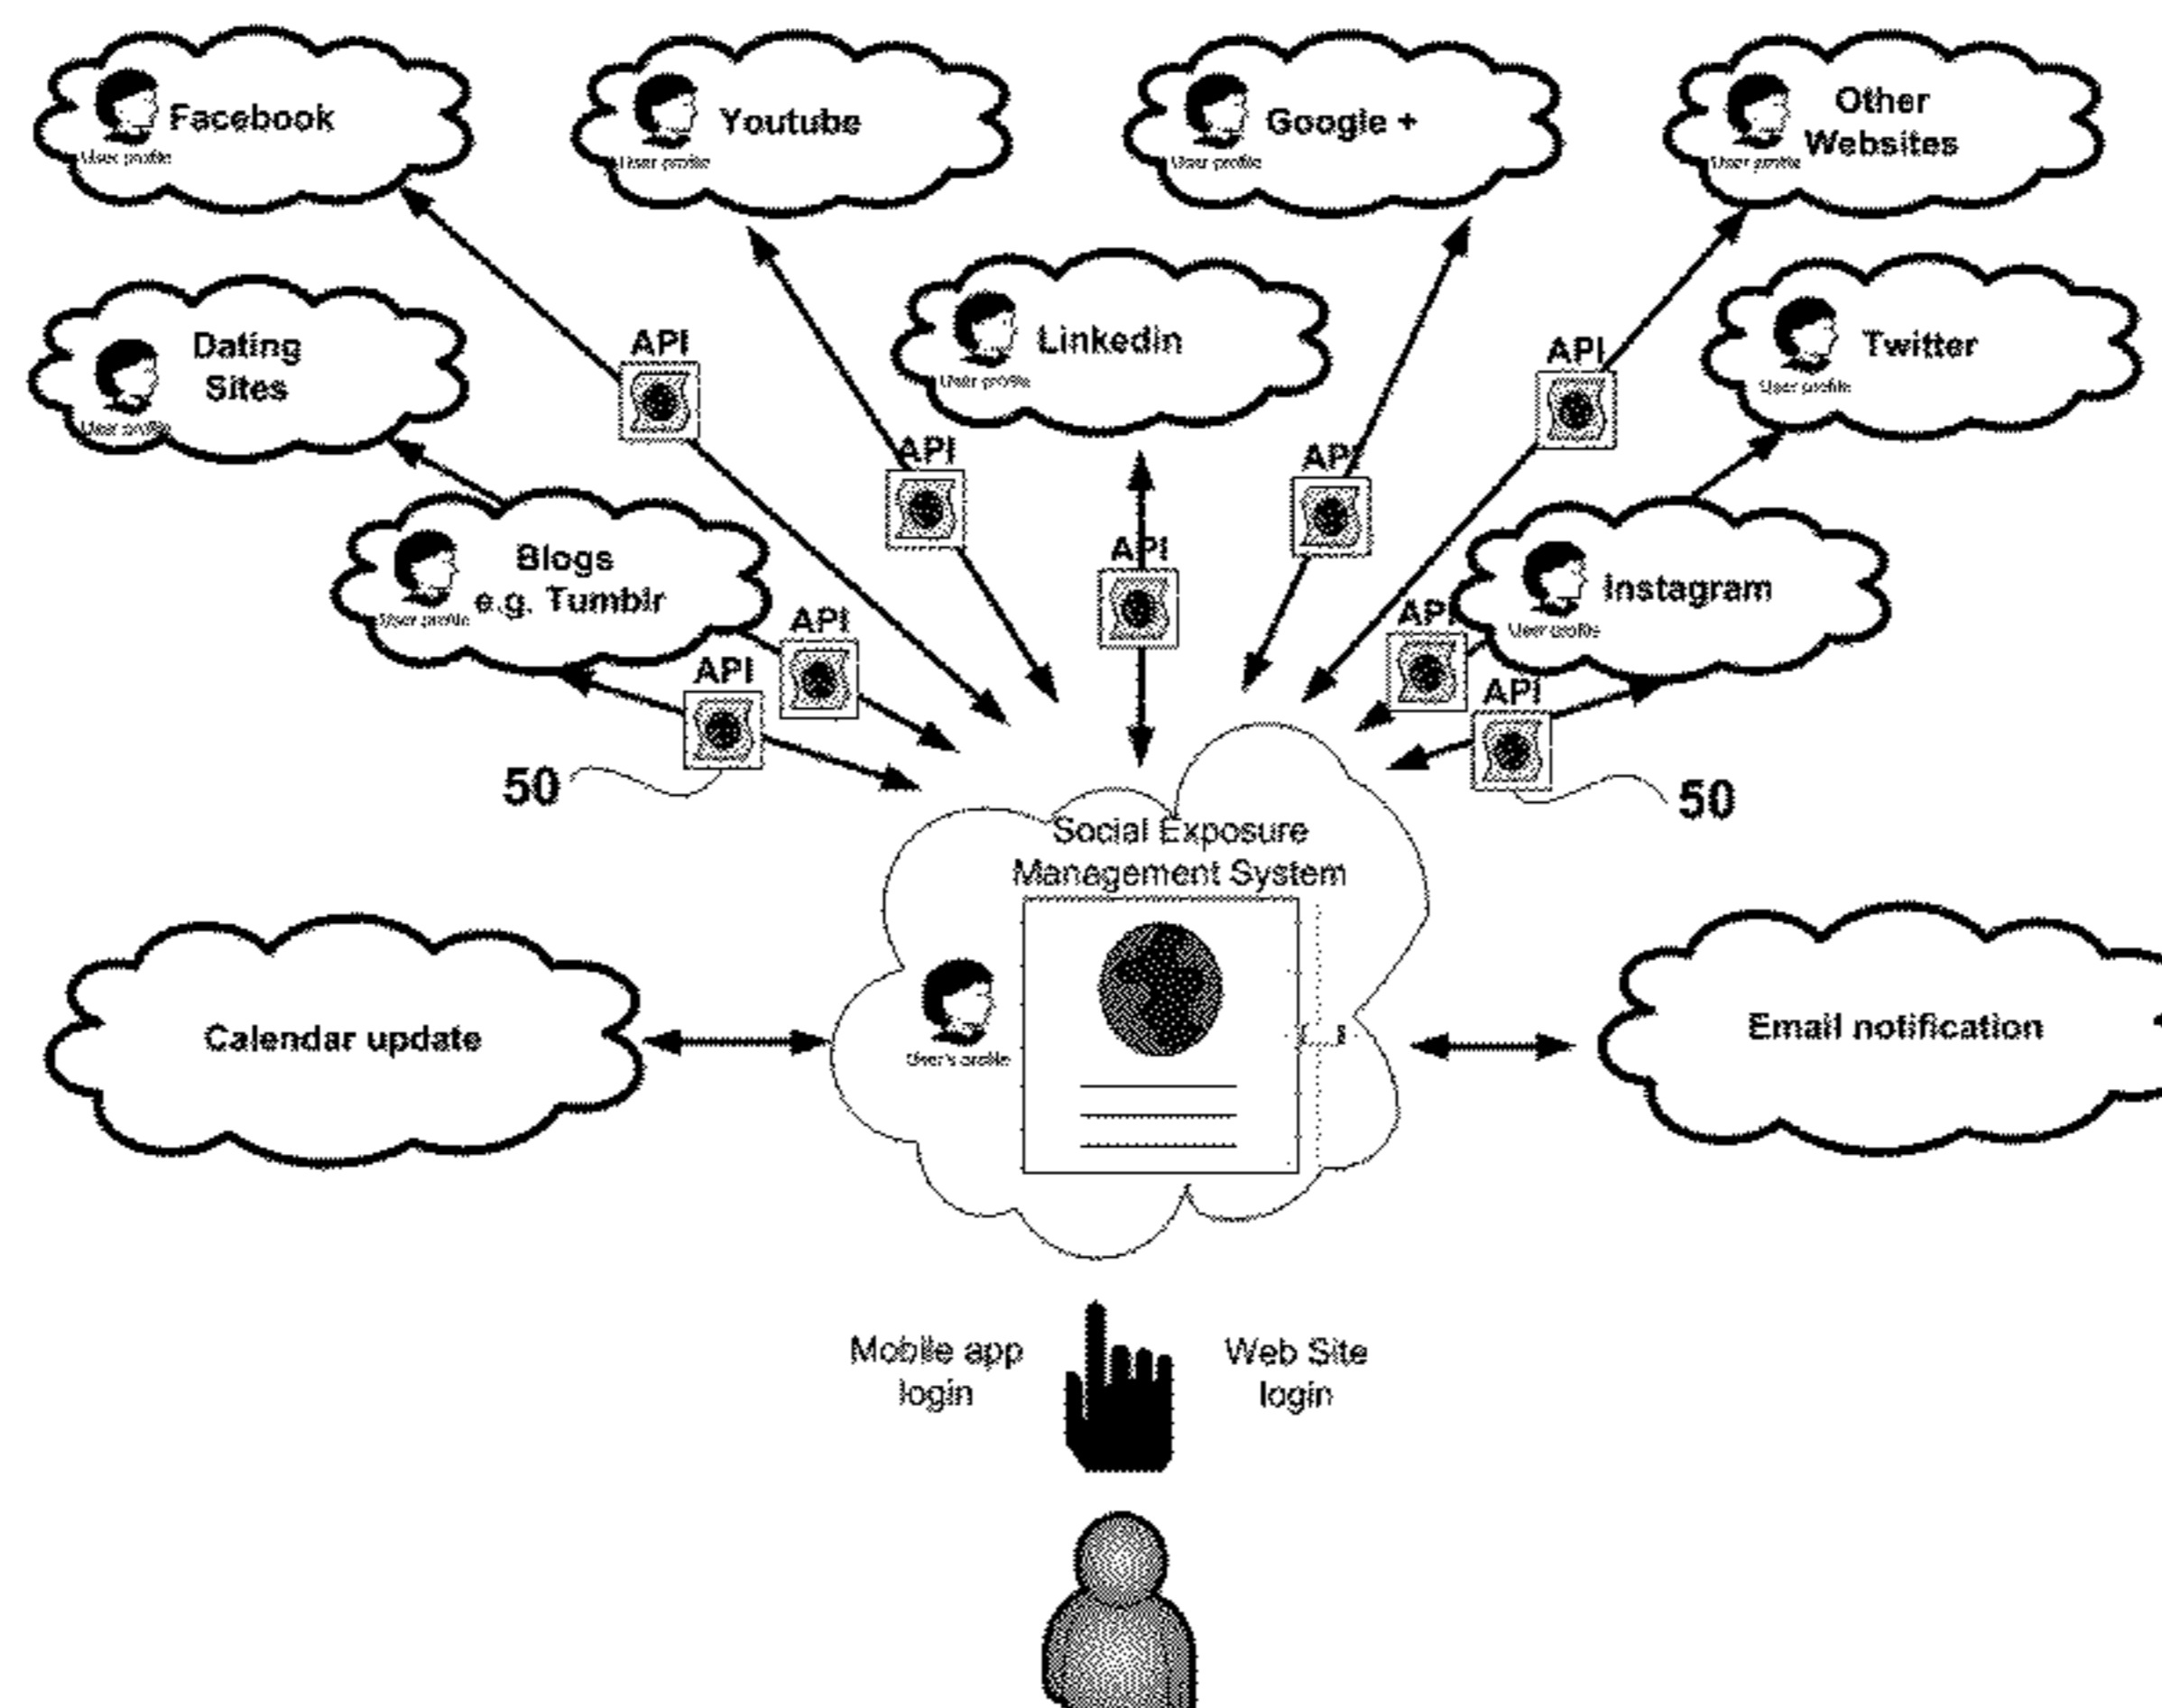 Facebook
User profile
Youtube
User profile
Google +
User profile
Other
Websites
User profile
Dating
Sites
User profile
Linkedin
User profile
Twitter
User profile
API
API
API
API
API
Blogs
e.g. Tumblr
User profile
Instagram
User profile
API
API
API
API
50
50
Social Exposure
Management System
User's profile
Calendar update
Email notification
Mobile app
login
Web Site
login